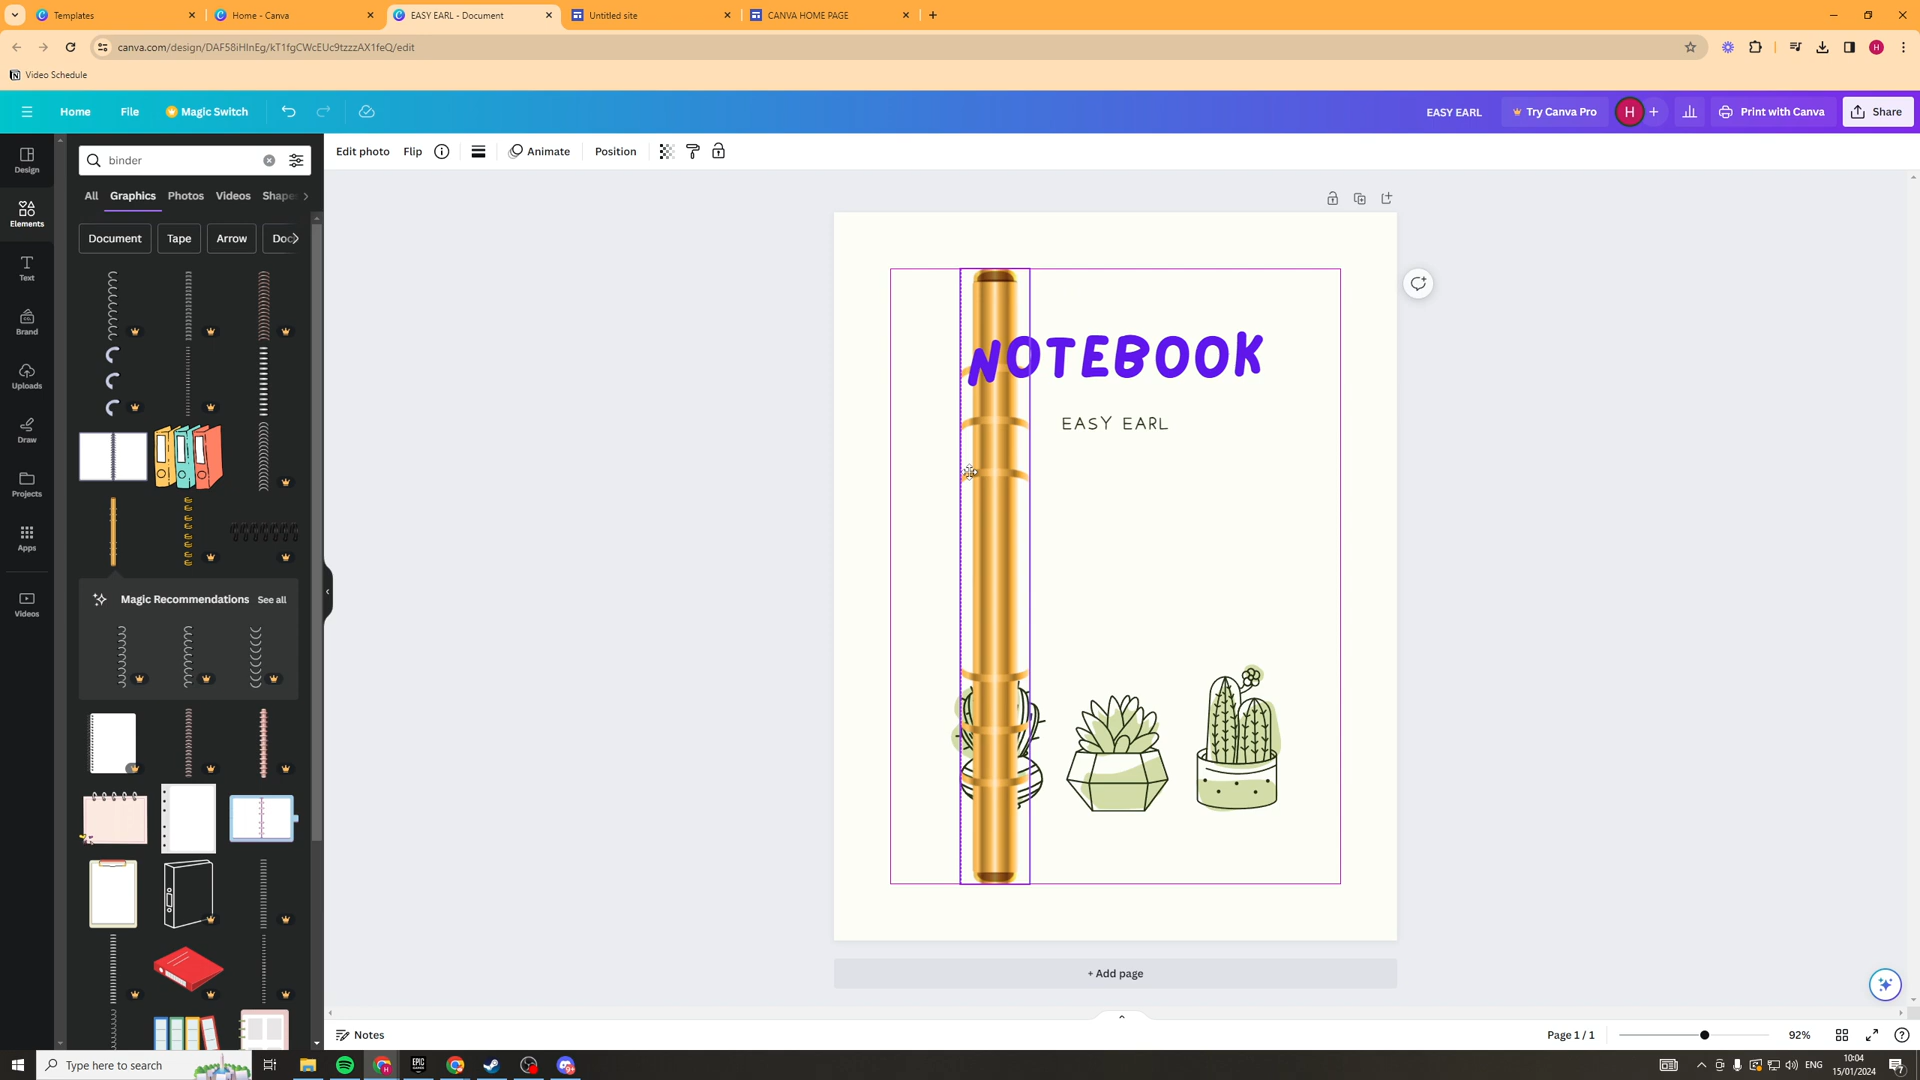 Templates
Home - Canva
EASY EARL - Document
Untitled site
CANVA HOME PAGE
canva.com/design/DAF58iHInEg/kT1fgCWcEUc9tzzzAX1feQ/edit
H
Video Schedule
Home
File
Magic Switch
EASY EARL
Try Canva Pro
H
Print with Canva
Share
binder
Edit photo
Flip
Animate
Position
Design
Elements
Text
Brand
Uploads
Draw
Projects
Apps
Videos
All
Graphics
Photos
Videos
Shapes
Document
Tape
Arrow
Doc
Magic Recommendations
See all
NOTEBOOK
EASY EARL
+ Add page
Notes
Page 1 / 1
92%
Type here to search
ENG
10:04
15/01/2024